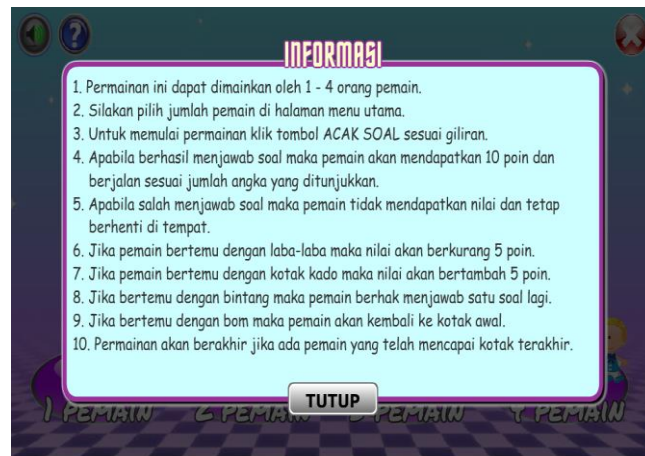 INFORMASI
1. Permainan ini dapat dimainkan oleh 1 - 4 orang pemain.
2. Silakan pilih jumlah pemain di halaman menu utama.
3. Untuk memulai permainan klik tombol ACAK SOAL sesuai giliran.
4. Apabila berhasil menjawab soal maka pemain akan mendapatkan 10 poin dan
berjalan sesuai jumlah angka yang ditunjukkan.
5. Apabila salah menjawab soal maka pemain tidak mendapatkan nilai dan tetap
berhenti di tempat.
6. Jika pemain bertemu dengan laba-laba maka nilai akan berkurang 5 poin.
7. Jika pemain bertemu dengan kotak kado maka nilai akan bertambah 5 poin.
8. Jika bertemu dengan bintang maka pemain berhak menjawab satu soal lagi.
9. Jika bertemu dengan bom maka pemain akan kembali ke kotak awal.
10. Permainan akan berakhir jika ada pemain yang telah mencapai kotak terakhir.
TUTUP
1 PEMAIN 2 PEMAIN PEMAIN 4 PEMAIN